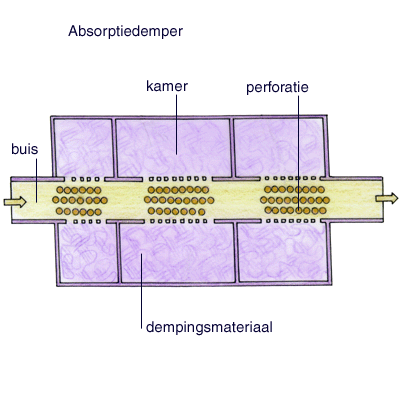 Absorptiedemper
kamer
perforatie
buis
dempingsmateriaal